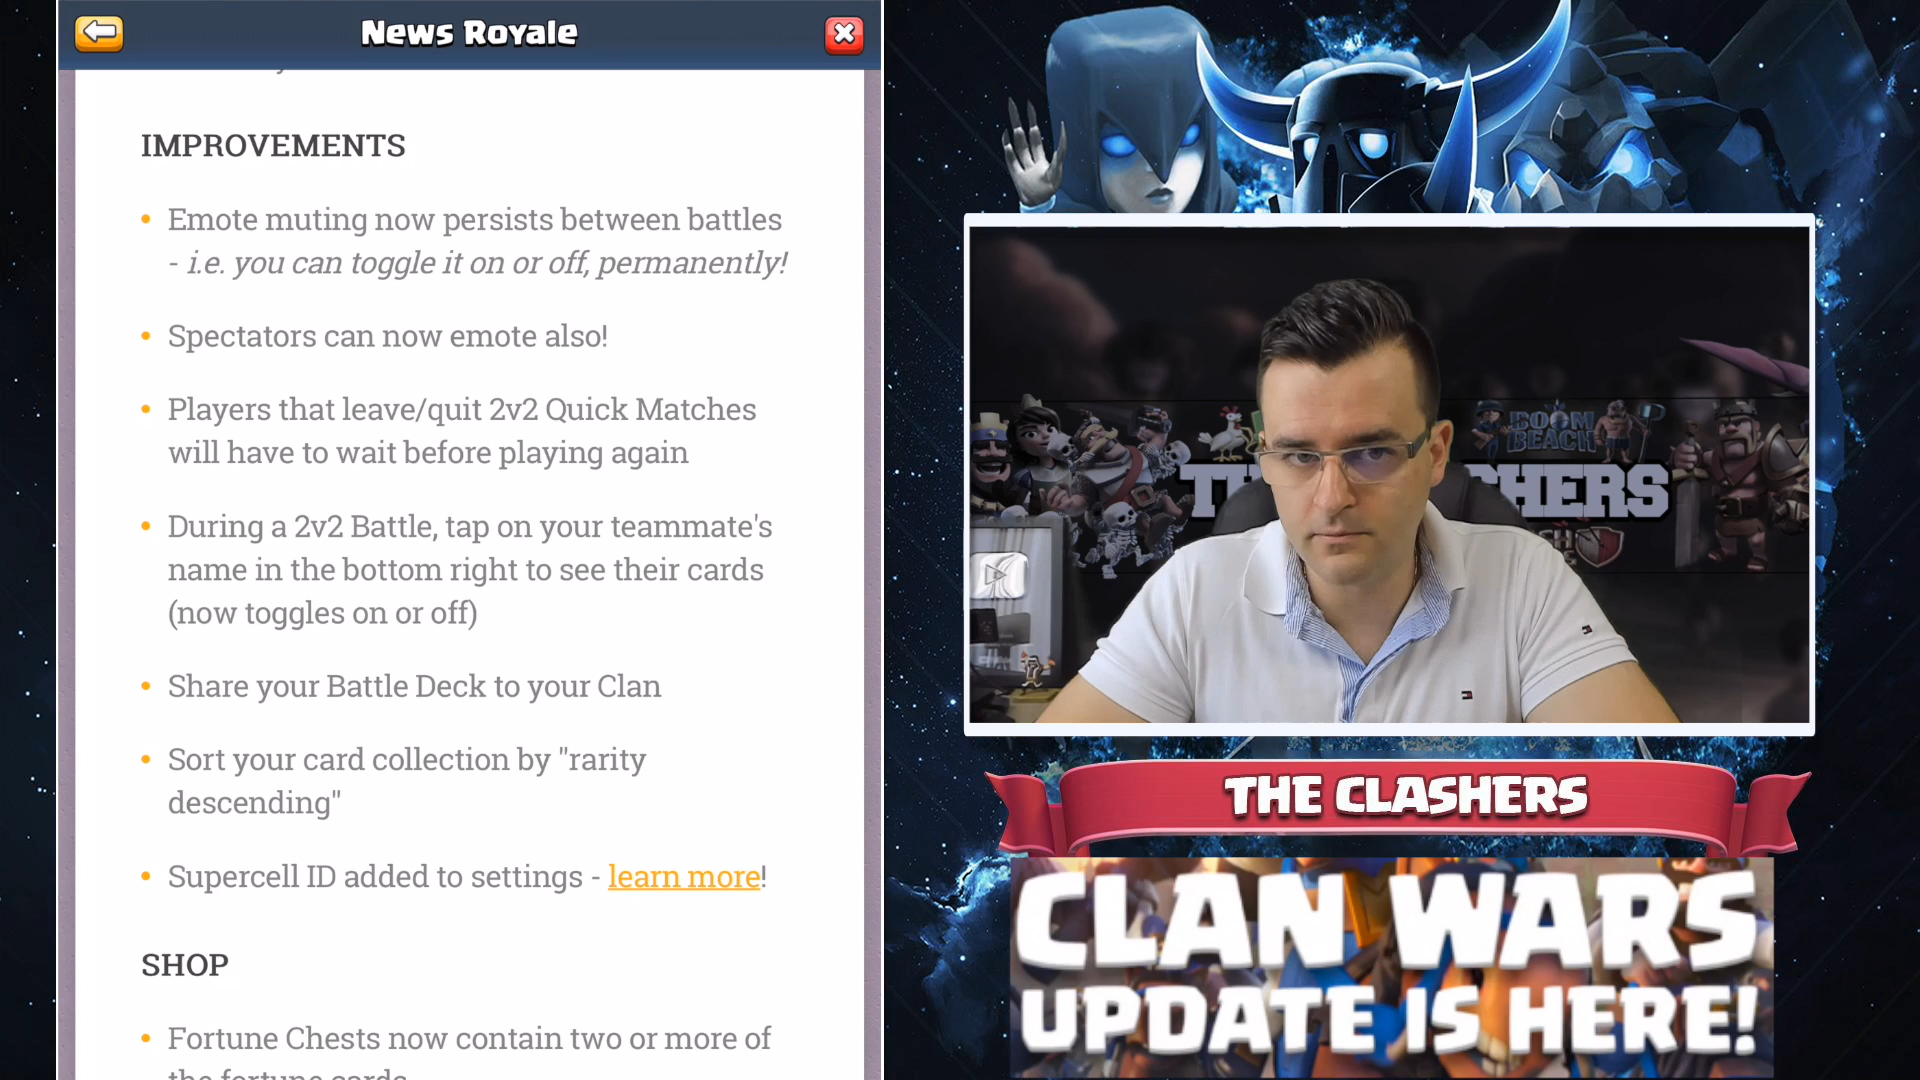 News Royale
IMPROVEMENTS
• Emote muting now persists between battles
- i.e. you can toggle it on or off, permanently!
• Spectators can now emote also!
• Players that leave/quit 2v2 Quick Matches
will have to wait before playing again
• During a 2v2 Battle, tap on your teammate's
name in the bottom right to see their cards
(now toggles on or off)
• Share your Battle Deck to your Clan
• Sort your card collection by "rarity
descending"
• Supercell ID added to settings - learn more!
SHOP
• Fortune Chests now contain two or more of
the fortune cards
BOOM
BEACH
HERS
THE CLASHERS
CLAN WARS
UPDATE IS HERE!